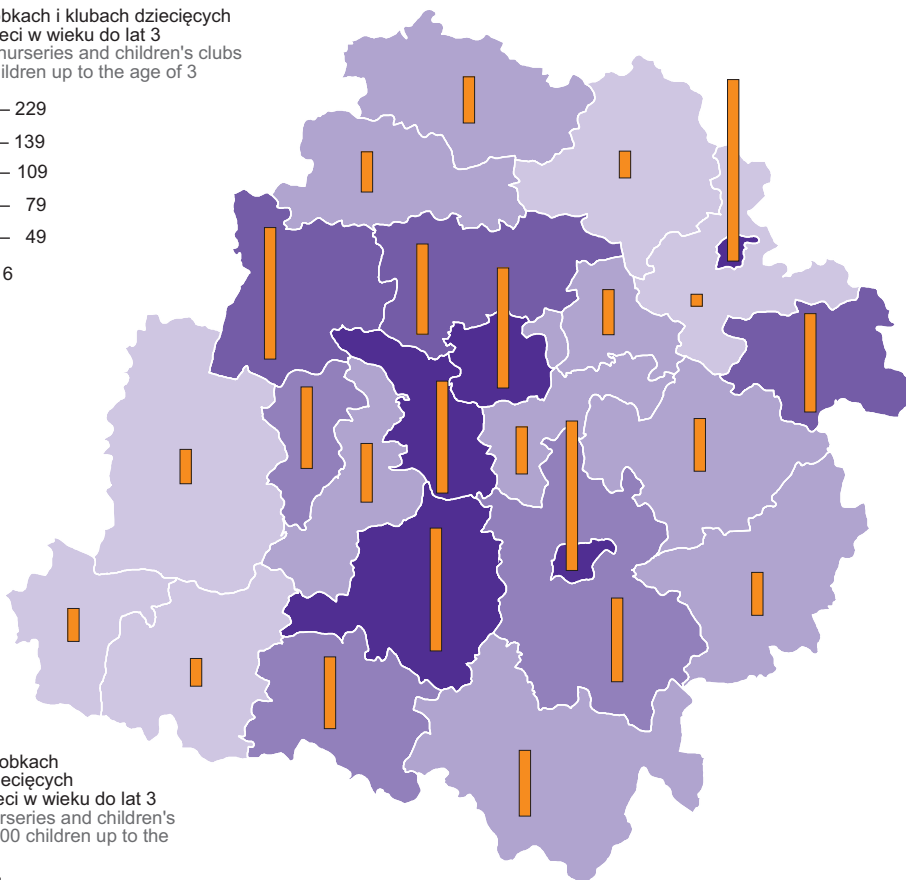 obkach i klubach dziecięcych
eci w wieku do lat 3
nurseries and children's clubs
ildren up to the age of 3
– 229
– 139
– 109
– 79
– 49
6
obkach
ecięcych
eci w wieku do lat 3
rseries and children's
00 children up to the